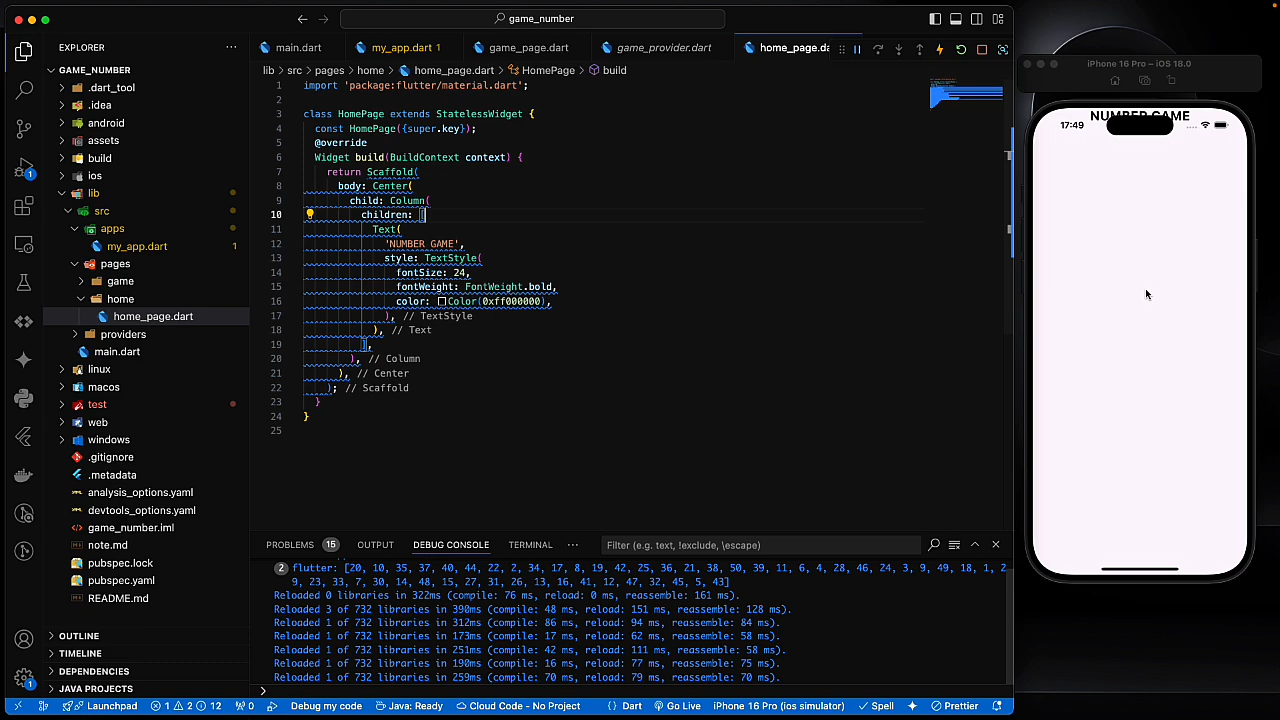 game_number
EXPLORER
GAME_NUMBER
.dart_tool
.idea
android
assets
build
ios
lib
src
apps
my_app.dart 1
pages
game
home
home_page.dart
providers
main.dart
linux
macos
test
web
windows
.gitignore
.metadata
analysis_options.yaml
devtools_options.yaml
game_number.iml
note.md
pubspec.lock
pubspec.yaml
README.md
OUTLINE
TIMELINE
DEPENDENCIES
JAVA PROJECTS
main.dart my_app.dart 1 game_page.dart game_provider.dart home_page.da
lib > src > pages > home > home_page.dart > HomePage > build
1 import 'package:flutter/material.dart';
2
3 class HomePage extends StatelessWidget {
4 const HomePage({super.key});
5 @override
6 Widget build(BuildContext context) {
7 return Scaffold(
8 body: Center(
9 child: Column(
10 children: [
11 Text(
12 'NUMBER GAME',
13 style: TextStyle(
14 fontSize: 24,
15 fontWeight: FontWeight.bold,
16 color: Color(0xff000000),
17 ), // TextStyle
18 ), // Text
19 ],
20 ), // Column
21 ), // Center
22 ); // Scaffold
23 }
24 }
25
PROBLEMS 15 OUTPUT DEBUG CONSOLE TERMINAL ··· Filter (e.g. text, !exclude, \escape)
2 flutter: [20, 10, 35, 37, 40, 44, 22, 2, 34, 17, 8, 19, 42, 25, 36, 21, 38, 50, 39, 11, 6, 4, 28, 46, 24, 3, 9, 49, 18, 1, 2
9, 23, 33, 7, 30, 14, 48, 15, 27, 31, 26, 13, 16, 41, 12, 47, 32, 45, 5, 43]
Reloaded 0 libraries in 322ms (compile: 76 ms, reload: 0 ms, reassemble: 161 ms).
Reloaded 3 of 732 libraries in 390ms (compile: 48 ms, reload: 151 ms, reassemble: 128 ms).
Reloaded 1 of 732 libraries in 312ms (compile: 86 ms, reload: 94 ms, reassemble: 84 ms).
Reloaded 1 of 732 libraries in 173ms (compile: 17 ms, reload: 62 ms, reassemble: 58 ms).
Reloaded 1 of 732 libraries in 251ms (compile: 42 ms, reload: 111 ms, reassemble: 58 ms).
Reloaded 1 of 732 libraries in 190ms (compile: 16 ms, reload: 77 ms, reassemble: 75 ms).
Reloaded 1 of 732 libraries in 259ms (compile: 70 ms, reload: 79 ms, reassemble: 70 ms).
>
1
1
Launchpad 1 2 12 0 Debug my code Java: Ready Cloud Code - No Project {} Dart Go Live iPhone 16 Pro (ios simulator) Spell Prettier
iPhone 16 Pro – iOS 18.0
NUMBER GAME
17:49